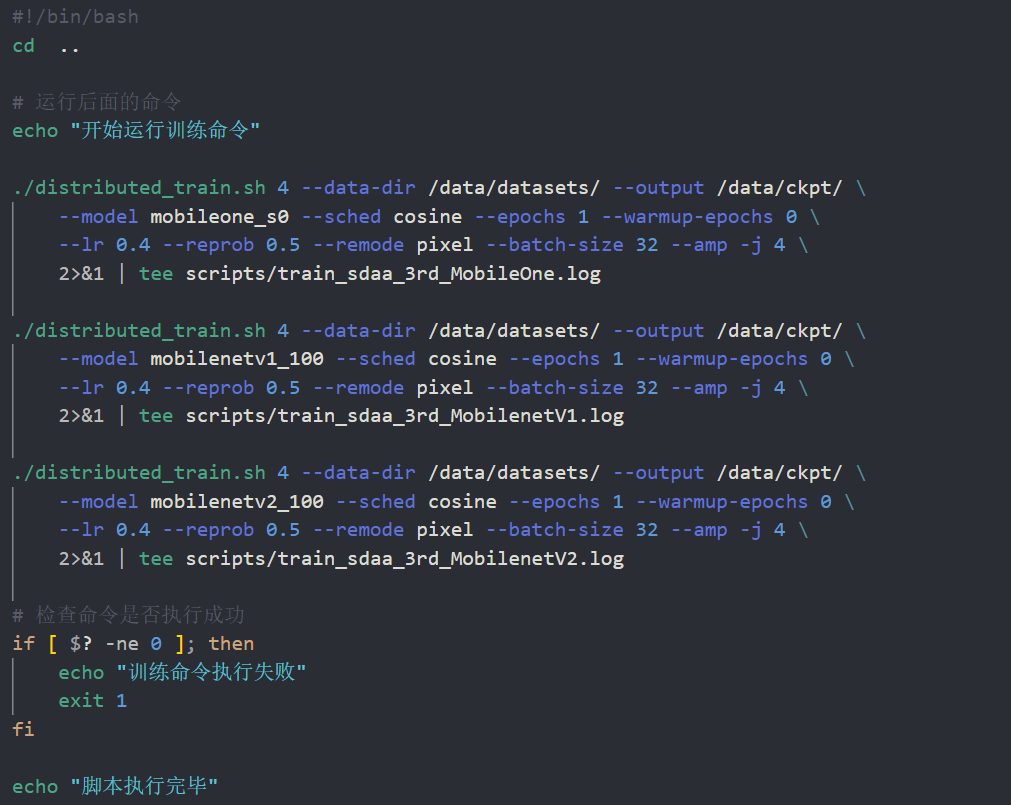 #!/bin/bash
cd  ..
# 运行后面的命令
echo "开始运行训练命令"
./distributed_train.sh 4 --data-dir /data/datasets/ --output /data/ckpt/ \
    --model mobileone_s0 --sched cosine --epochs 1 --warmup-epochs 0 \
    --lr 0.4 --reprob 0.5 --remode pixel --batch-size 32 --amp -j 4 \
    2>&1 | tee scripts/train_sdaa_3rd_MobileOne.log
./distributed_train.sh 4 --data-dir /data/datasets/ --output /data/ckpt/ \
    --model mobilenetv1_100 --sched cosine --epochs 1 --warmup-epochs 0 \
    --lr 0.4 --reprob 0.5 --remode pixel --batch-size 32 --amp -j 4 \
    2>&1 | tee scripts/train_sdaa_3rd_MobilenetV1.log
./distributed_train.sh 4 --data-dir /data/datasets/ --output /data/ckpt/ \
    --model mobilenetv2_100 --sched cosine --epochs 1 --warmup-epochs 0 \
    --lr 0.4 --reprob 0.5 --remode pixel --batch-size 32 --amp -j 4 \
    2>&1 | tee scripts/train_sdaa_3rd_MobilenetV2.log
# 检查命令是否执行成功
if [ $? -ne 0 ]; then
    echo "训练命令执行失败"
    exit 1
fi
echo "脚本执行完毕"